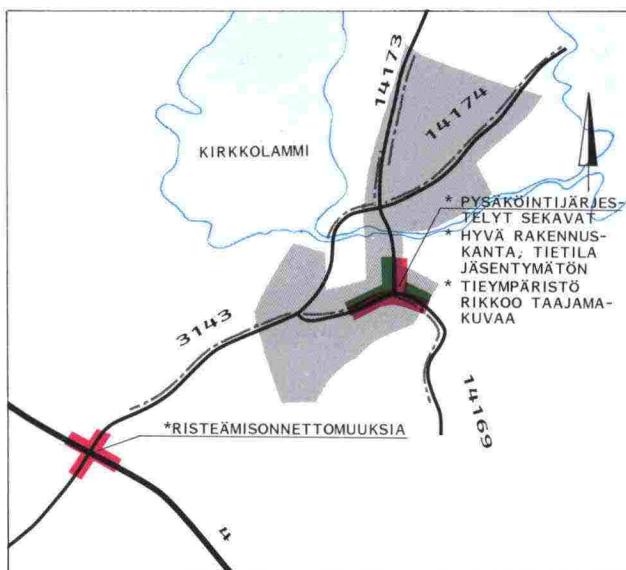 14173
14174
KIRKKOLAMMI
* PYSÄKÖINTIJÄRJES-
TELYT SEKAVAT
* HYVÄ RAKENNUS-
KANTA, TIETILA
JÄSENTYMÄTÖN
* TIEYMPÄRISTÖ
RIKKOO TAAJAMA-
KUVAA
3143
14169
*RISTEÄMISONNETTOMUUKSIA
4